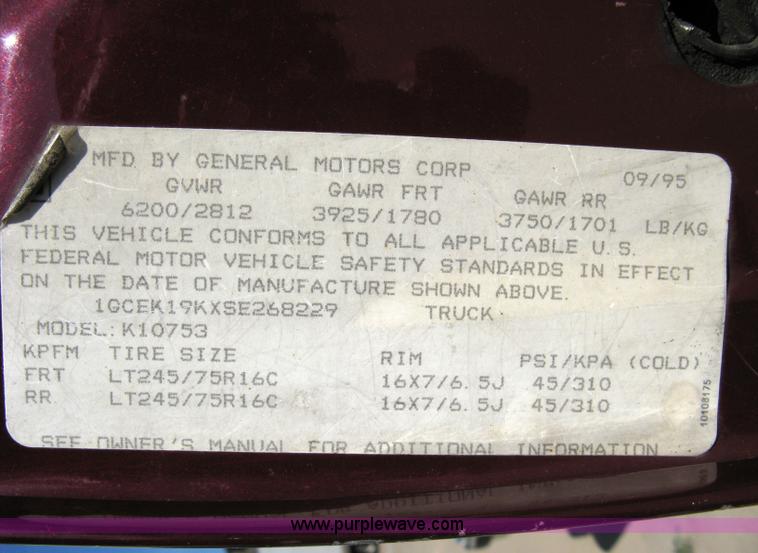 MFD BY GENERAL MOTORS CORP 09/95
GVWR GAWR FRT GAWR RR
6200/2812 3925/1780 3750/1701 LB/KG
THIS VEHICLE CONFORMS TO ALL APPLICABLE U.S.
FEDERAL MOTOR VEHICLE SAFETY STANDARDS IN EFFECT
ON THE DATE OF MANUFACTURE SHOWN ABOVE.
1GCEK19KXSE268229 TRUCK
MODEL:K10753
KPFM TIRE SIZE RIM PSI/KPA (COLD)
FRT LT245/75R16C 16X7/6.5J 45/310
RR LT245/75R16C 16X7/6.5J 45/310
SEE OWNER'S MANUAL FOR ADDITIONAL INFORMATION
10108175
www.purplewave.com